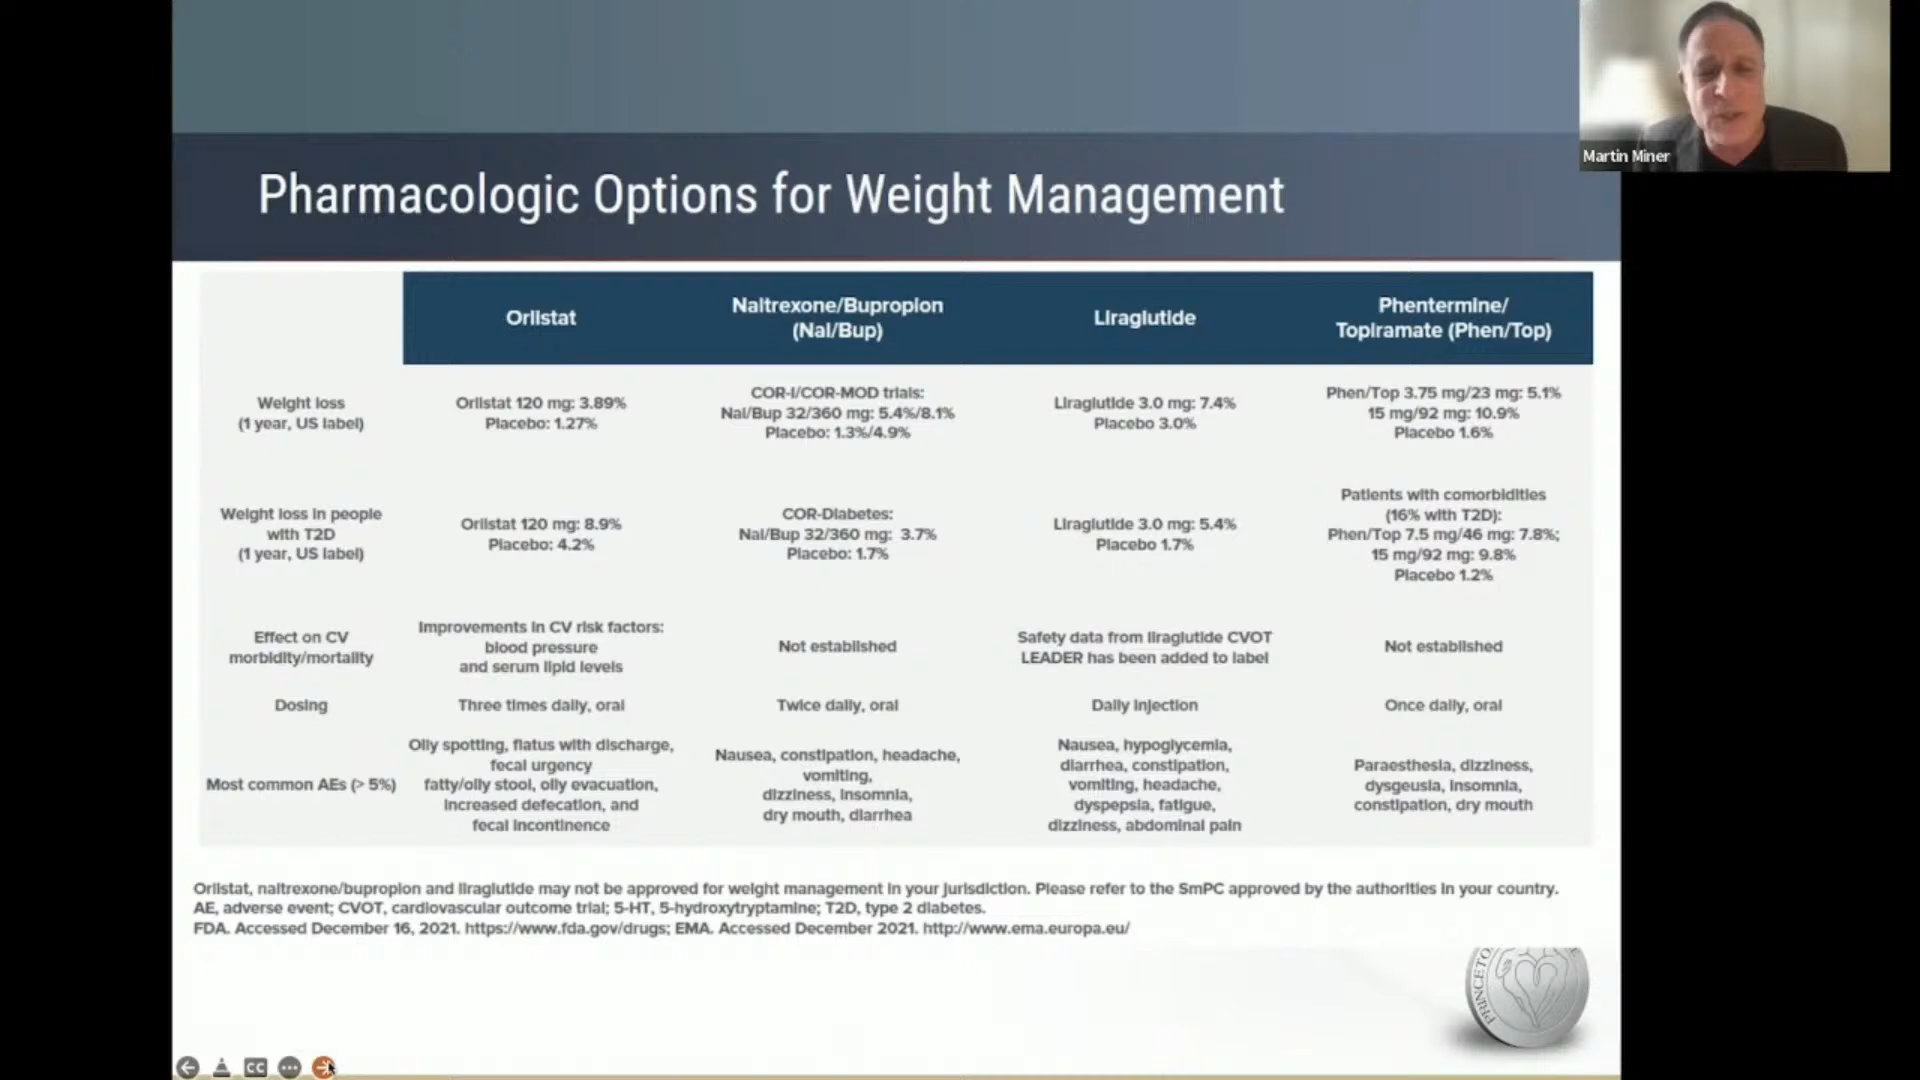 Martin Miner
Pharmacologic Options for Weight Management
Orlistat
Naltrexone/Bupropion
(Nal/Bup)
Liraglutide
Phentermine/
Topiramate (Phen/Top)
Weight loss
(1 year, US label)
Orlistat 120 mg: 3.89%
Placebo: 1.27%
COR-I/COR-MOD trials:
Nal/Bup 32/360 mg: 5.4%/8.1%
Placebo: 1.3%/4.9%
Liraglutide 3.0 mg: 7.4%
Placebo 3.0%
Phen/Top 3.75 mg/23 mg: 5.1%
15 mg/92 mg: 10.9%
Placebo 1.6%
Weight loss in people
with T2D
(1 year, US label)
Orlistat 120 mg: 8.9%
Placebo: 4.2%
COR-Diabetes:
Nal/Bup 32/360 mg: 3.7%
Placebo: 1.7%
Liraglutide 3.0 mg: 5.4%
Placebo 1.7%
Patients with comorbidities
(16% with T2D):
Phen/Top 7.5 mg/46 mg: 7.8%;
15 mg/92 mg: 9.8%
Placebo 1.2%
Effect on CV
morbidity/mortality
Improvements in CV risk factors:
blood pressure
and serum lipid levels
Not established
Safety data from liraglutide CVOT
LEADER has been added to label
Not established
Dosing
Three times daily, oral
Twice daily, oral
Daily injection
Once daily, oral
Most common AEs (> 5%)
Oily spotting, flatus with discharge,
fecal urgency
fatty/oily stool, oily evacuation,
increased defecation, and
fecal incontinence
Nausea, constipation, headache,
vomiting,
dizziness, insomnia,
dry mouth, diarrhea
Nausea, hypoglycemia,
diarrhea, constipation,
vomiting, headache,
dyspepsia, fatigue,
dizziness, abdominal pain
Paraesthesia, dizziness,
dysgeusia, insomnia,
constipation, dry mouth
Orlistat, naltrexone/bupropion and liraglutide may not be approved for weight management in your jurisdiction. Please refer to the SmPC approved by the authorities in your country.
AE, adverse event; CVOT, cardiovascular outcome trial; 5-HT, 5-hydroxytryptamine; T2D, type 2 diabetes.
FDA. Accessed December 16, 2021. https://www.fda.gov/drugs; EMA. Accessed December 2021. http://www.ema.europa.eu/
PRINCETO
CC